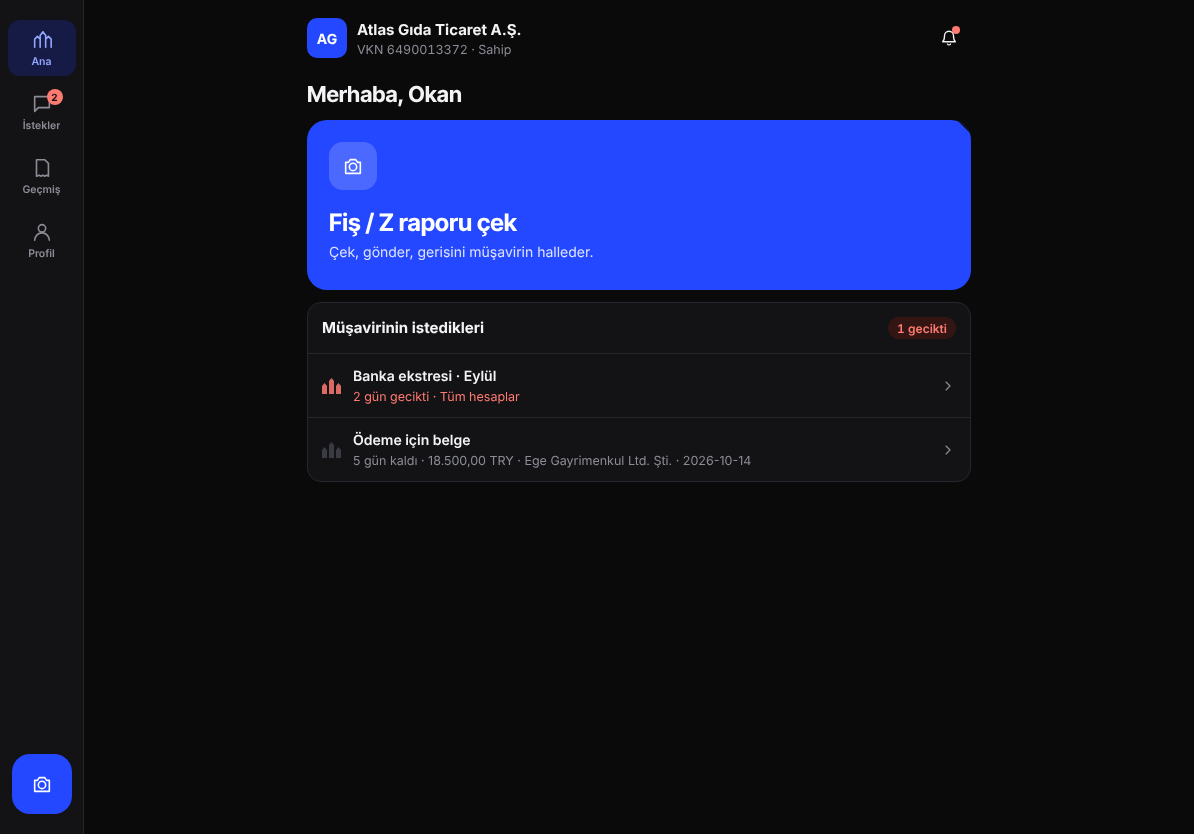 Ana
2
İstekler
Geçmiş
Profil
AG
Atlas Gıda Ticaret A.Ş.
VKN 6490013372 · Sahip
Merhaba, Okan
Fiş / Z raporu çek
Çek, gönder, gerisini müşavirin halleder.
Müşavirinin istedikleri
1 gecikti
Banka ekstresi · Eylül
2 gün gecikti · Tüm hesaplar
Ödeme için belge
5 gün kaldı · 18.500,00 TRY · Ege Gayrimenkul Ltd. Şti. · 2026-10-14